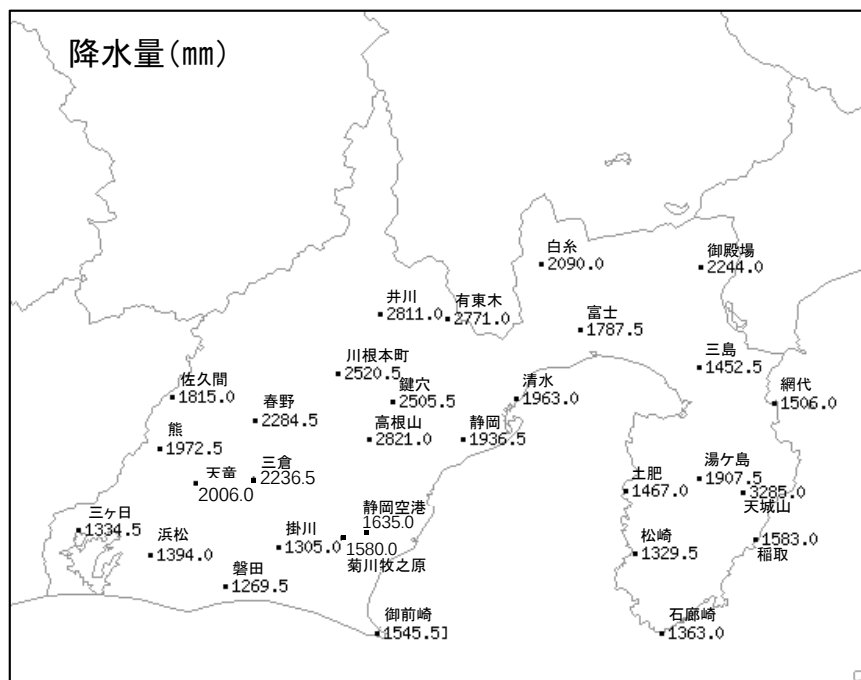 降水量(mm)
白糸
2090.0
御殿場
2244.0
井川
2811.0
有東木
2771.0
富士
1787.5
川根本町
2520.5
三島
1452.5
佐久間
1815.0
鍵穴
2505.5
清水
1963.0
網代
1506.0
春野
2284.5
高根山
2821.0
静岡
1936.5
熊
1972.5
天竜
2006.0
三倉
2236.5
湯ケ島
1907.5
土肥
1467.0
3285.0
天城山
三ヶ日
1334.5
静岡空港
1635.0
掛川
1305.0
1580.0
菊川牧之原
浜松
1394.0
松崎
1329.5
1583.0
稲取
磐田
1269.5
御前崎
1545.5]
石廊崎
1363.0